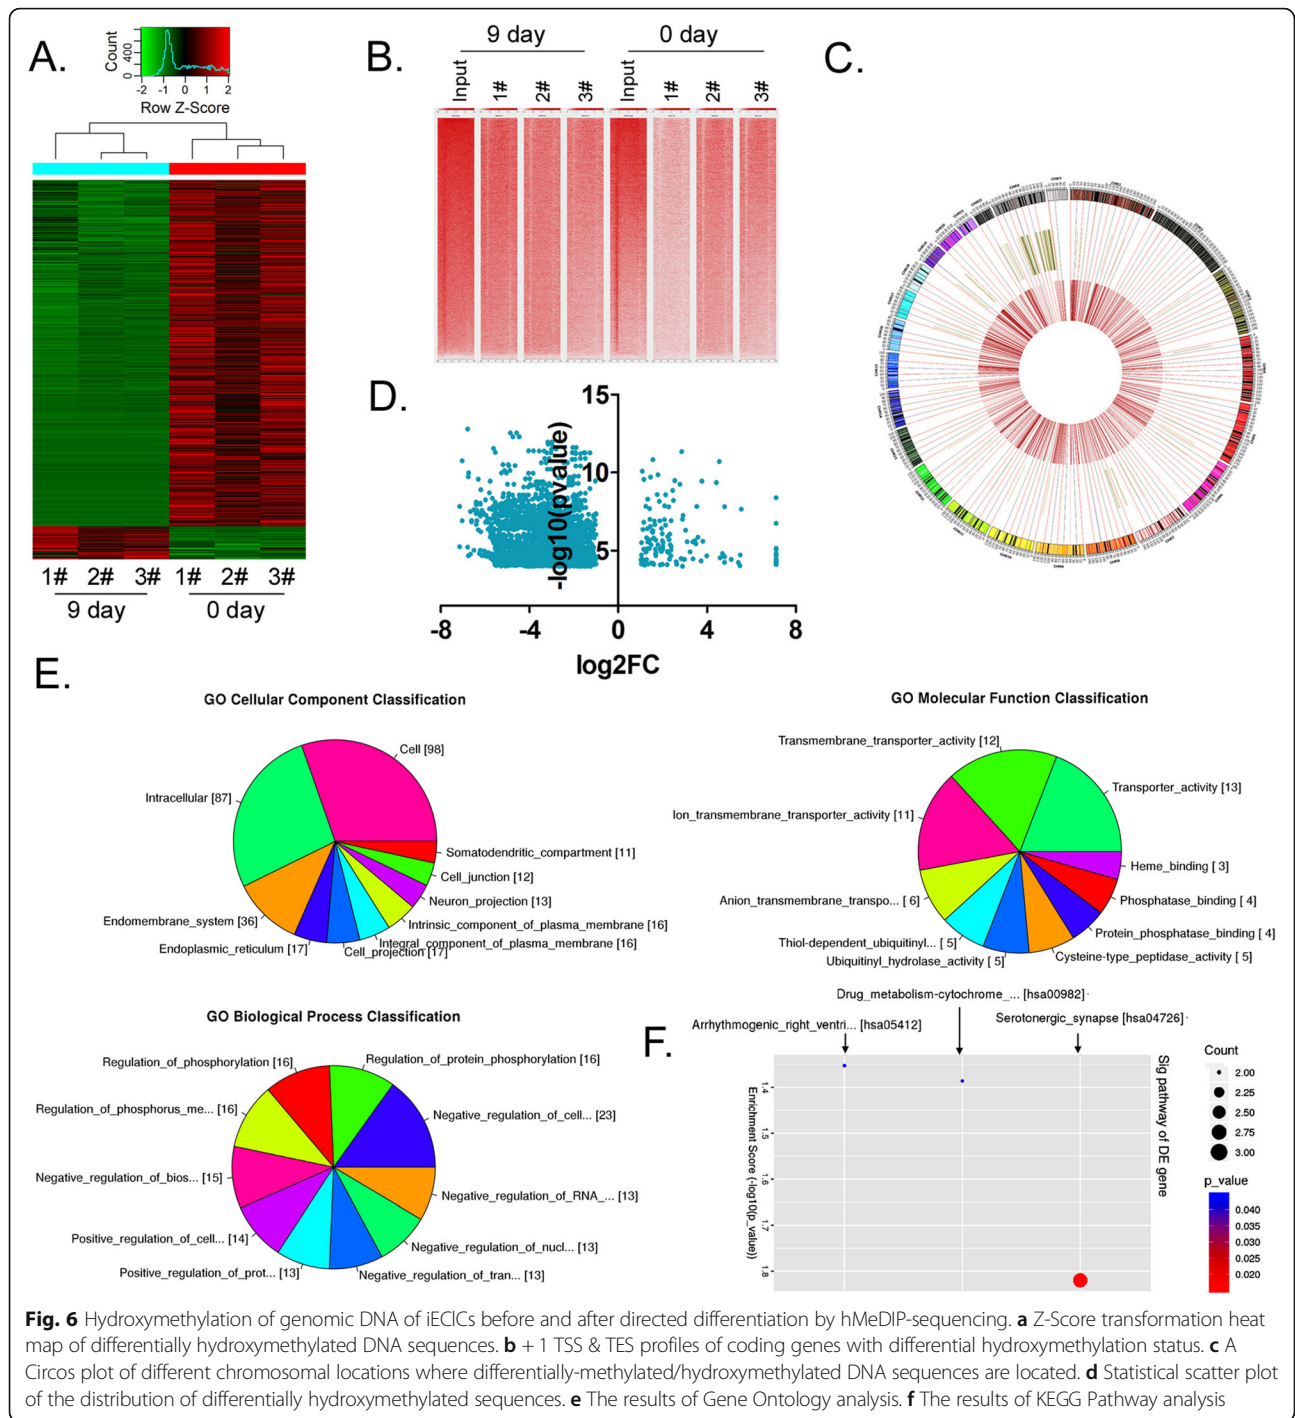 A.
Count
0
400
-2 -1 0 1 2
Row Z-Score
1# 2# 3# 1# 2# 3#
9 day 0 day
B.
9 day 0 day
Input 1# 2# 3# Input 1# 2# 3#
C.
D.
-log10(pvalue)
15
10
5
-8 -4 0 4 8
log2FC
E.
GO Cellular Component Classification
Cell [98]
Intracellular [87]
Somatodendritic_compartment [11]
Cell_junction [12]
Neuron_projection [13]
Endomembrane_system [36]
Intrinsic_component_of_plasma_membrane [16]
Integral_component_of_plasma_membrane [16]
Endoplasmic_reticulum [17]
Cell_projection [17]
GO Molecular Function Classification
Transmembrane_transporter_activity [12]
Transporter_activity [13]
Ion_transmembrane_transporter_activity [11]
Heme_binding [ 3]
Anion_transmembrane_transpo... [ 6]
Phosphatase_binding [ 4]
Protein_phosphatase_binding [ 4]
Thiol-dependent_ubiquitinyl... [ 5]
Cysteine-type_peptidase_activity [ 5]
Ubiquitinyl_hydrolase_activity [ 5]
GO Biological Process Classification
Regulation_of_phosphorylation [16]
Regulation_of_protein_phosphorylation [16]
Regulation_of_phosphorus_me... [16]
Negative_regulation_of_cell... [23]
Negative_regulation_of_bios... [15]
Negative_regulation_of_RNA_... [13]
Positive_regulation_of_cell... [14]
Negative_regulation_of_nucl... [13]
Positive_regulation_of_prot... [13]
Negative_regulation_of_tran... [13]
F.
Drug_metabolism-cytochrome_... [hsa00982]
Arrhythmogenic_right_ventri... [hsa05412]
Serotonergic_synapse [hsa04726]
Enrichment Score (-log10(p_value))
1.4
1.5
1.6
1.7
1.8
Sig pathway of DE gene
Count
2.00
2.25
2.50
2.75
3.00
p_value
0.040
0.035
0.030
0.025
0.020
Fig. 6 Hydroxymethylation of genomic DNA of iECICs before and after directed differentiation by hMeDIP-sequencing. a Z-Score transformation heat
map of differentially hydroxymethylated DNA sequences. b + 1 TSS & TES profiles of coding genes with differential hydroxymethylation status. c A
Circos plot of different chromosomal locations where differentially-methylated/hydroxymethylated DNA sequences are located. d Statistical scatter plot
of the distribution of differentially hydroxymethylated sequences. e The results of Gene Ontology analysis. f The results of KEGG Pathway analysis